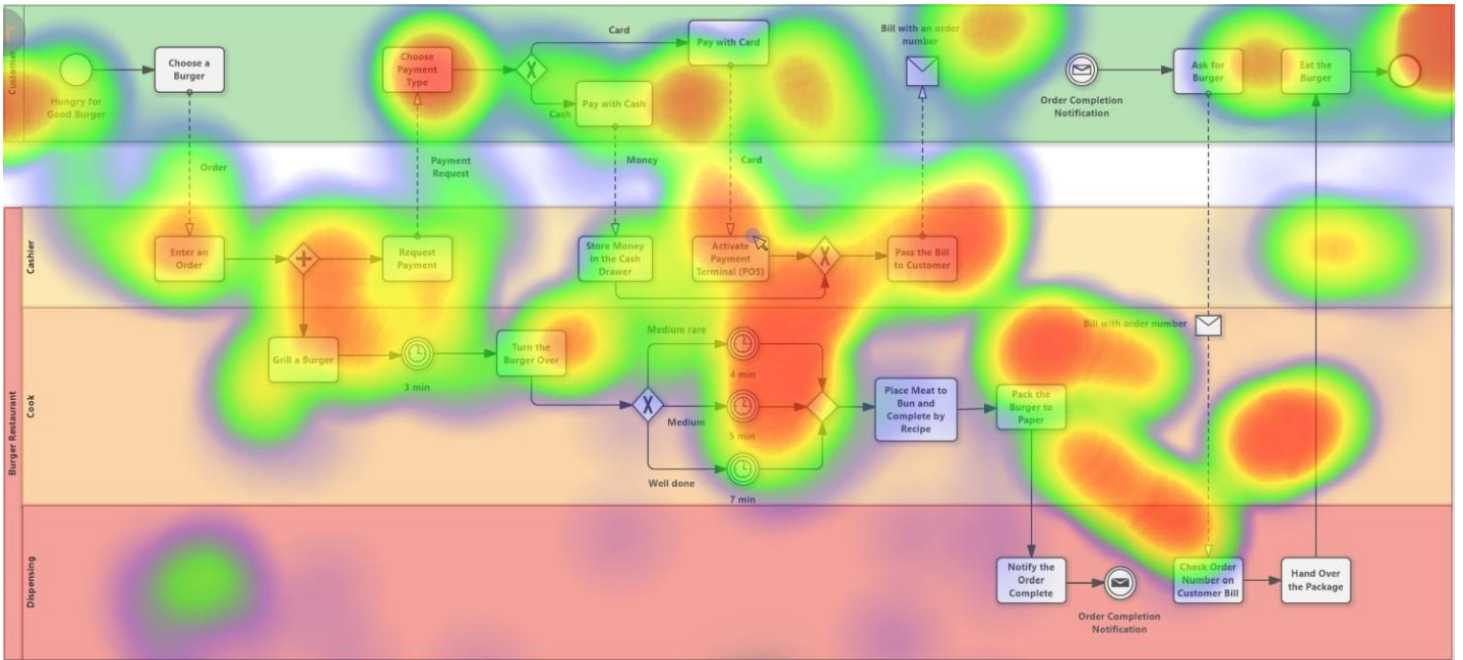 Customer
Hungry for
Good Burger
Choose a
Burger
Order
Choose
Payment
Type
Payment
Request
Card
Pay with Card
Pay with Cash
Cash
Money
Card
Bill with an order
number
Order Completion
Notification
Ask for
Burger
Eat the
Burger
Burger Restaurant
Cashier
Enter an
Order
Request
Payment
Store Money
in the Cash
Drawer
Activate
Payment
Terminal (POS)
Pass the Bill
to Customer
Cook
Grill a Burger
3 min
Turn the
Burger Over
Medium rare
4 min
Medium
5 min
Well done
7 min
Place Meat to
Bun and
Complete by
Recipe
Pack the
Burger to
Paper
Bill with order number
Dispensing
Notify the
Order
Complete
Order Completion
Notification
Check Order
Number on
Customer Bill
Hand Over
the Package